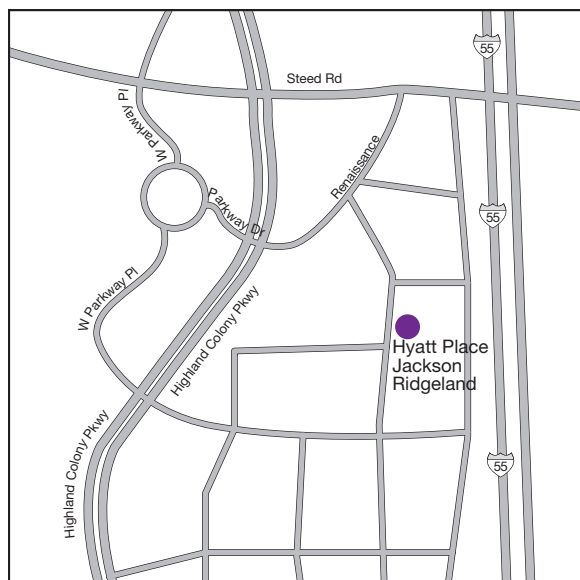 55
Steed Rd
W Parkway Pl
Renaissance
Parkway Dr
55
W Parkway Pl
Highland Colony Pkwy
Hyatt Place
Jackson
Ridgeland
Highland Colony Pkwy
55